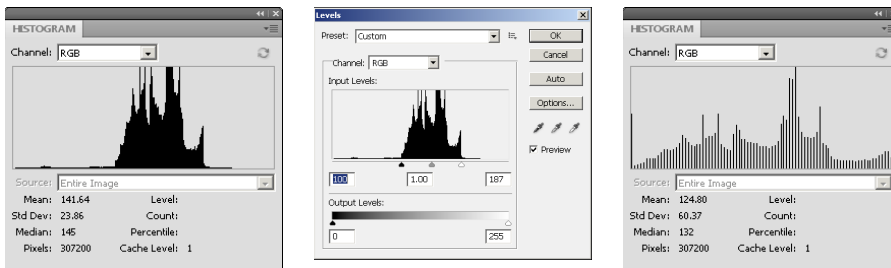 HISTOGRAM
Channel: RGB
Source: Entire Image
Mean: 141.64 Level:
Std Dev: 23.86 Count:
Median: 145 Percentile:
Pixels: 307200 Cache Level: 1
Levels
Preset: Custom
OK
Cancel
Auto
Options...
Preview
Channel: RGB
Input Levels:
100 1.00 187
Output Levels:
0 255
HISTOGRAM
Channel: RGB
Source: Entire Image
Mean: 124.80 Level:
Std Dev: 60.37 Count:
Median: 132 Percentile:
Pixels: 307200 Cache Level: 1